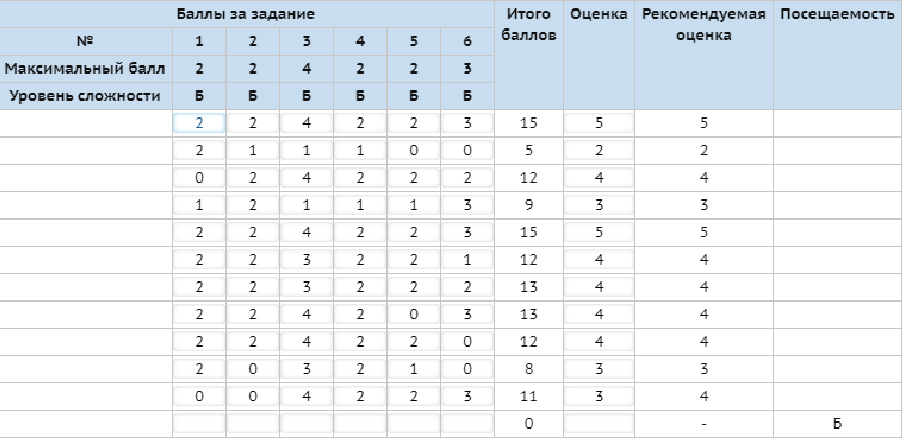 Баллы за задание Итого баллов Оценка Рекомендуемая оценка Посещаемость
№ 1 2 3 4 5 6
Максимальный балл 2 2 4 2 2 3
Уровень сложности Б Б Б Б Б Б
2 2 4 2 2 3 15 5 5
2 1 1 1 0 0 5 2 2
0 2 4 2 2 2 12 4 4
1 2 1 1 1 3 9 3 3
2 2 4 2 2 3 15 5 5
2 2 3 2 2 1 12 4 4
2 2 3 2 2 2 13 4 4
2 2 4 2 0 3 13 4 4
2 2 4 2 2 0 12 4 4
2 0 3 2 1 0 8 3 3
0 0 4 2 2 3 11 3 4
0 - Б